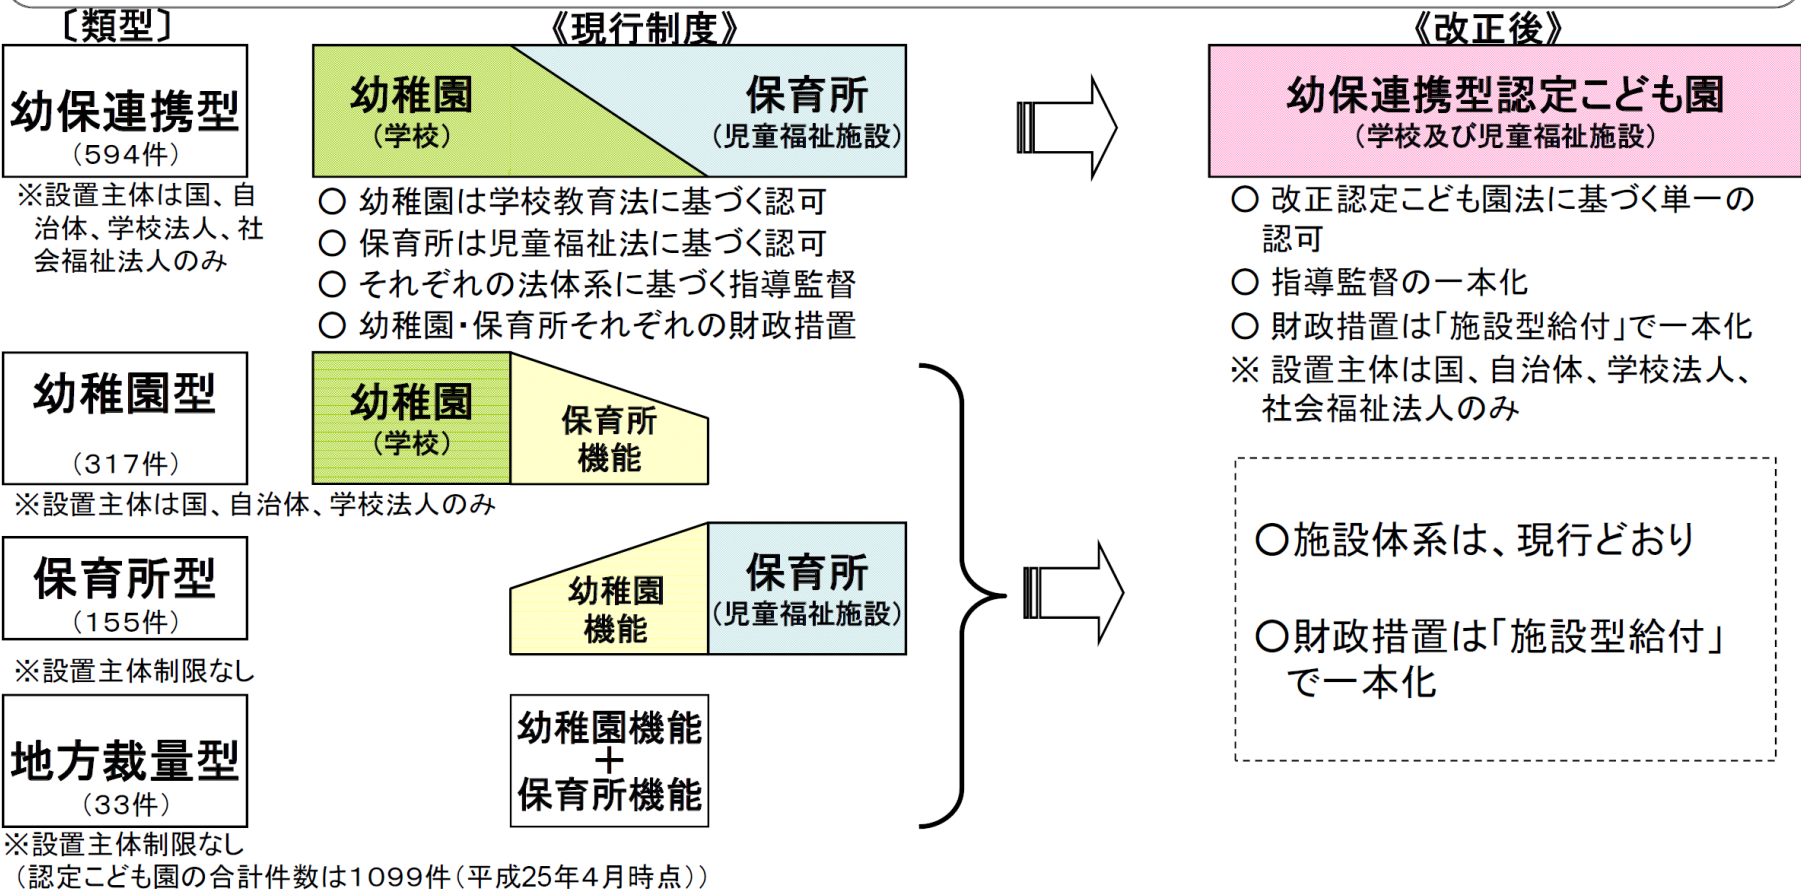 〔類型〕
《現行制度》
《改正後》
幼保連携型
（594件）
※設置主体は国、自
治体、学校法人、社
会福祉法人のみ
幼稚園
（学校）
保育所
（児童福祉施設）
幼保連携型認定こども園
（学校及び児童福祉施設）
○ 幼稚園は学校教育法に基づく認可
○ 保育所は児童福祉法に基づく認可
○ それぞれの法体系に基づく指導監督
○ 幼稚園・保育所それぞれの財政措置
○ 改正認定こども園法に基づく単一の
認可
○ 指導監督の一本化
○ 財政措置は「施設型給付」で一本化
※ 設置主体は国、自治体、学校法人、
社会福祉法人のみ
幼稚園型
（317件）
※設置主体は国、自治体、学校法人のみ
幼稚園
（学校）
保育所
機能
保育所型
（155件）
※設置主体制限なし
幼稚園
機能
保育所
（児童福祉施設）
地方裁量型
（33件）
※設置主体制限なし
幼稚園機能
＋
保育所機能
○施設体系は、現行どおり
○財政措置は「施設型給付」
で一本化
（認定こども園の合計件数は1099件（平成25年4月時点））